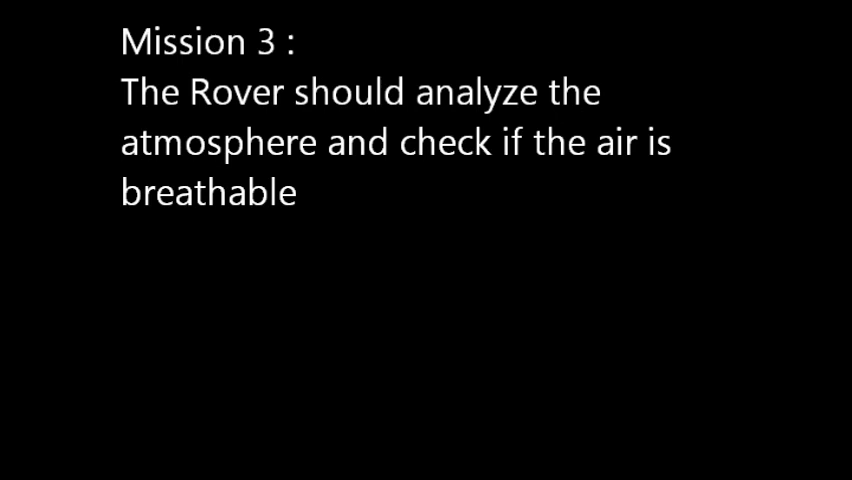 Mission 3 :
The Rover should analyze the
atmosphere and check if the air is
breathable